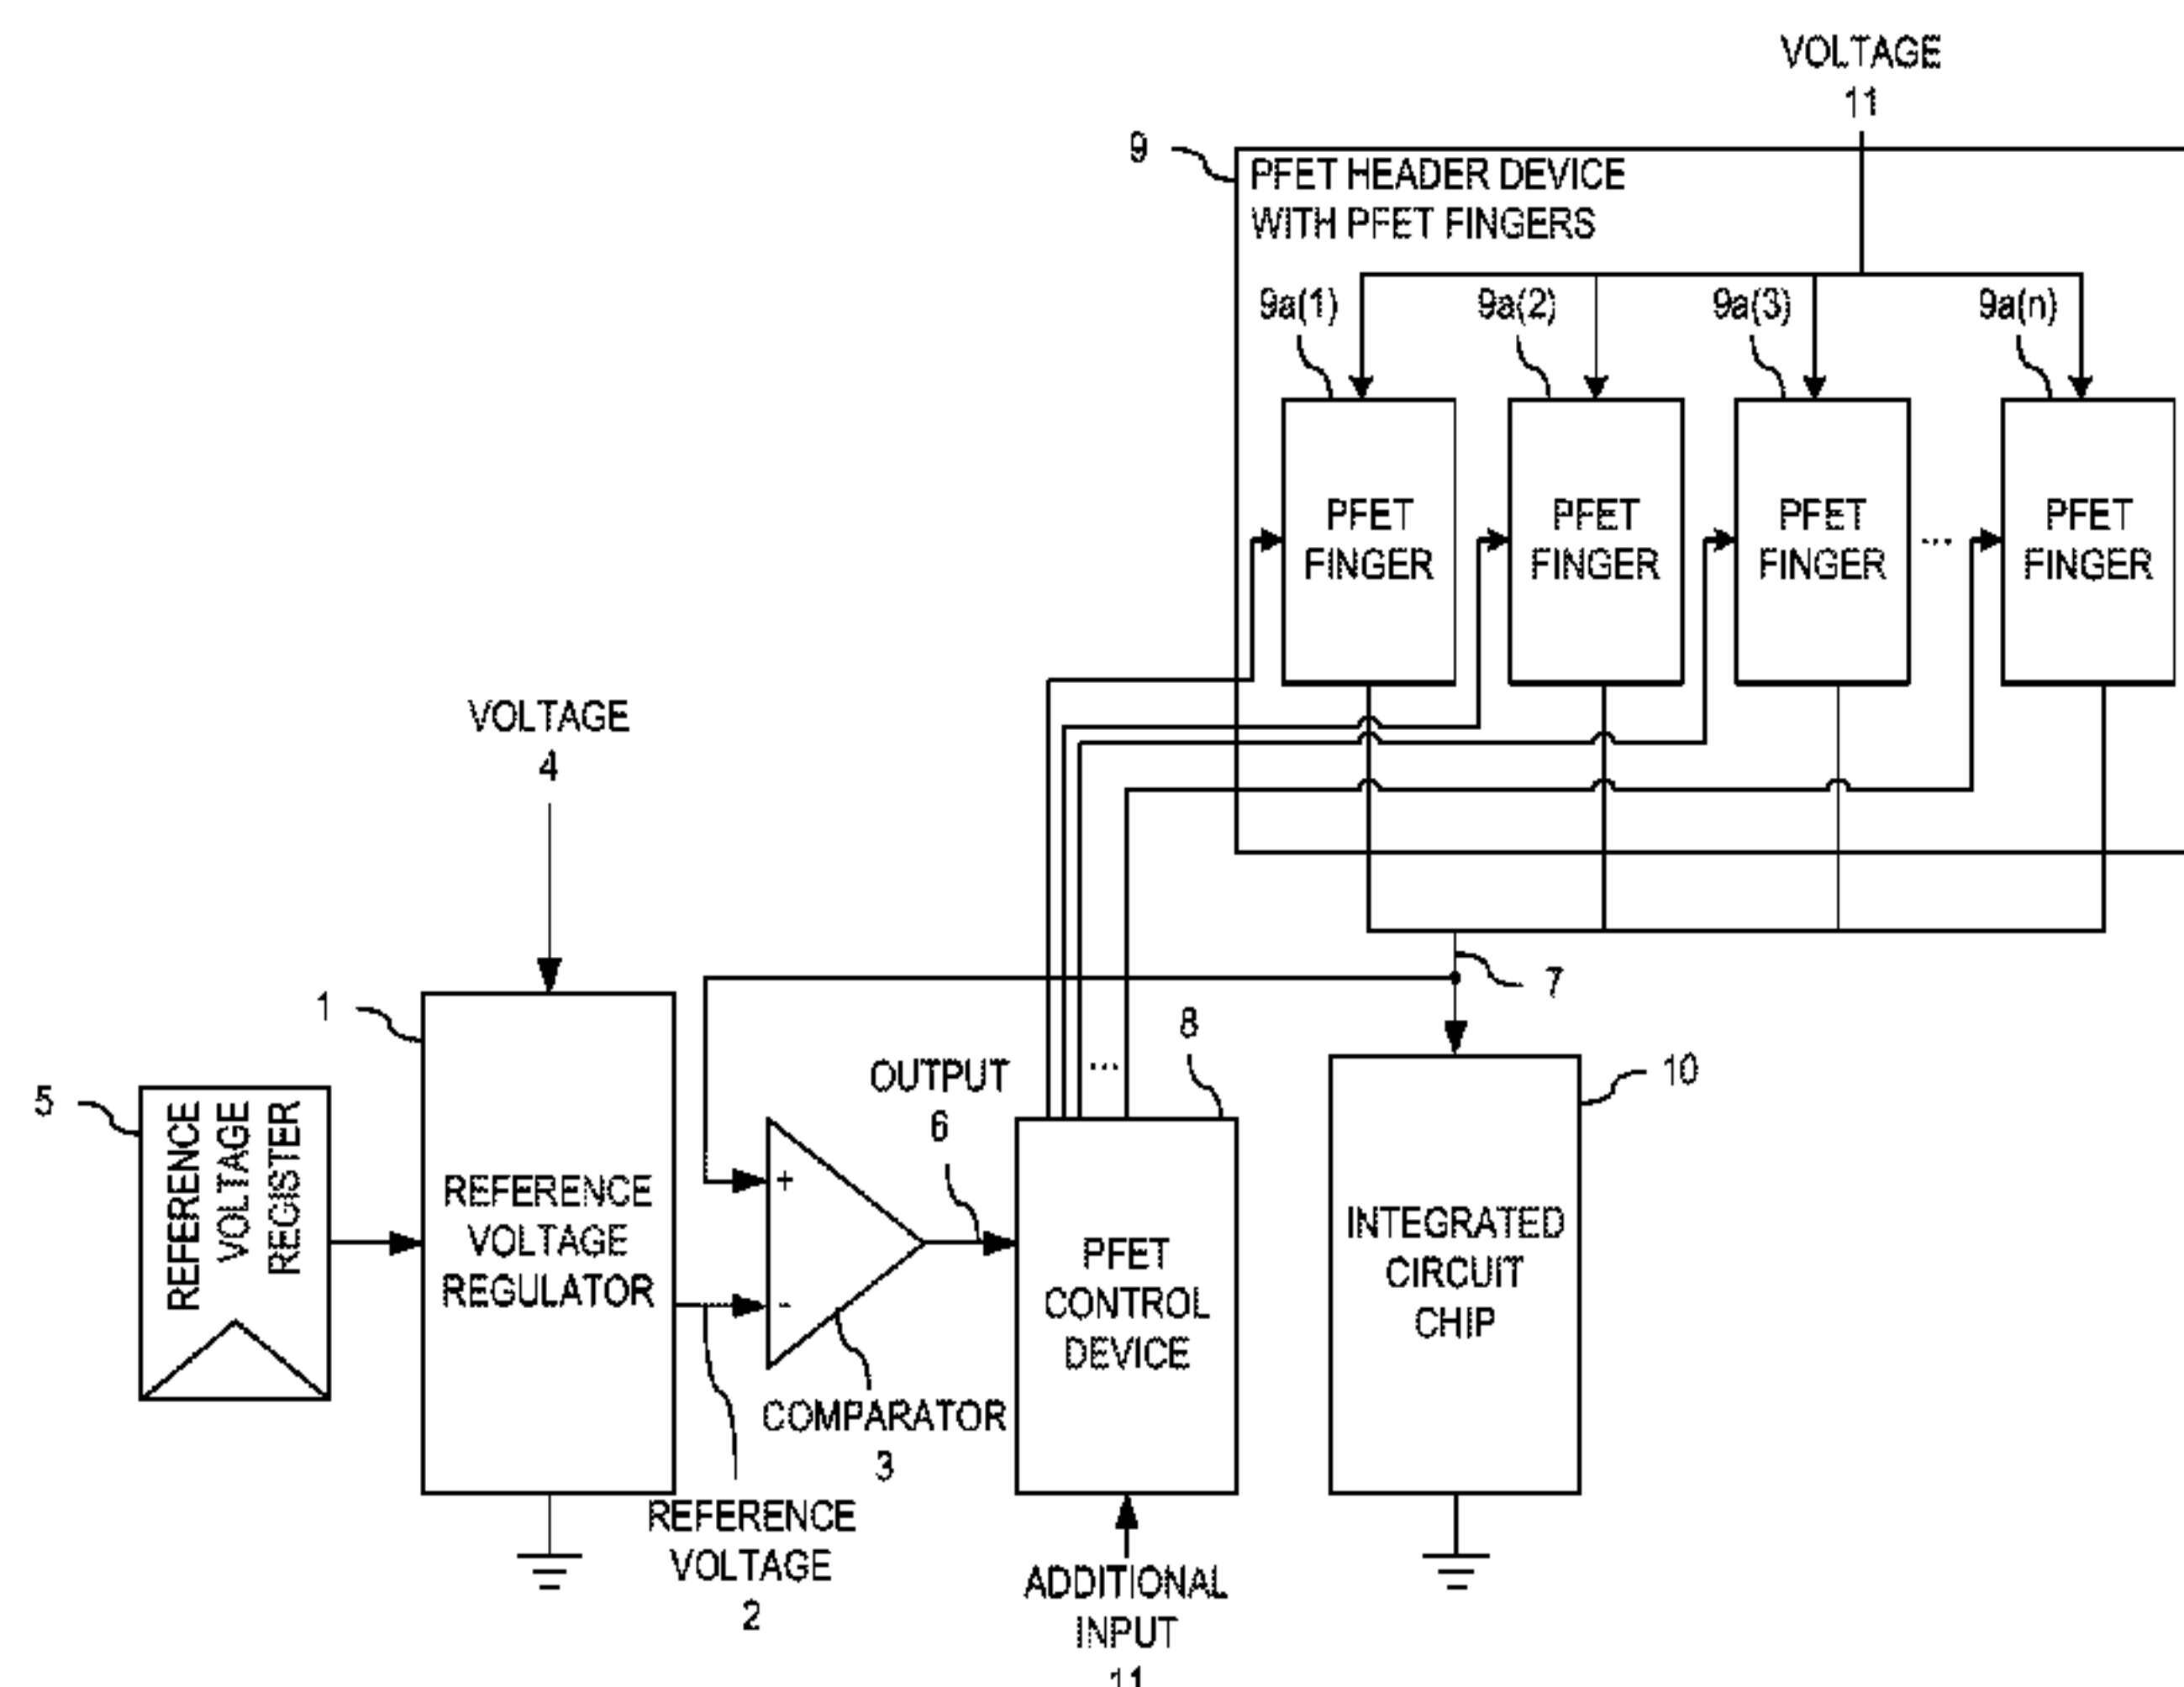 VOLTAGE
11
9
PFET HEADER DEVICE
WITH PFET FINGERS
9a(1)
9a(2)
9a(3)
9a(n)
PFET
FINGER
PFET
FINGER
PFET
FINGER
...
PFET
FINGER
VOLTAGE
4
7
1
8
...
10
5
REFERENCE
VOLTAGE
REGISTER
OUTPUT
6
REFERENCE
VOLTAGE
REGULATOR
+
-
PFET
CONTROL
DEVICE
INTEGRATED
CIRCUIT
CHIP
COMPARATOR
3
REFERENCE
VOLTAGE
2
ADDITIONAL
INPUT
11